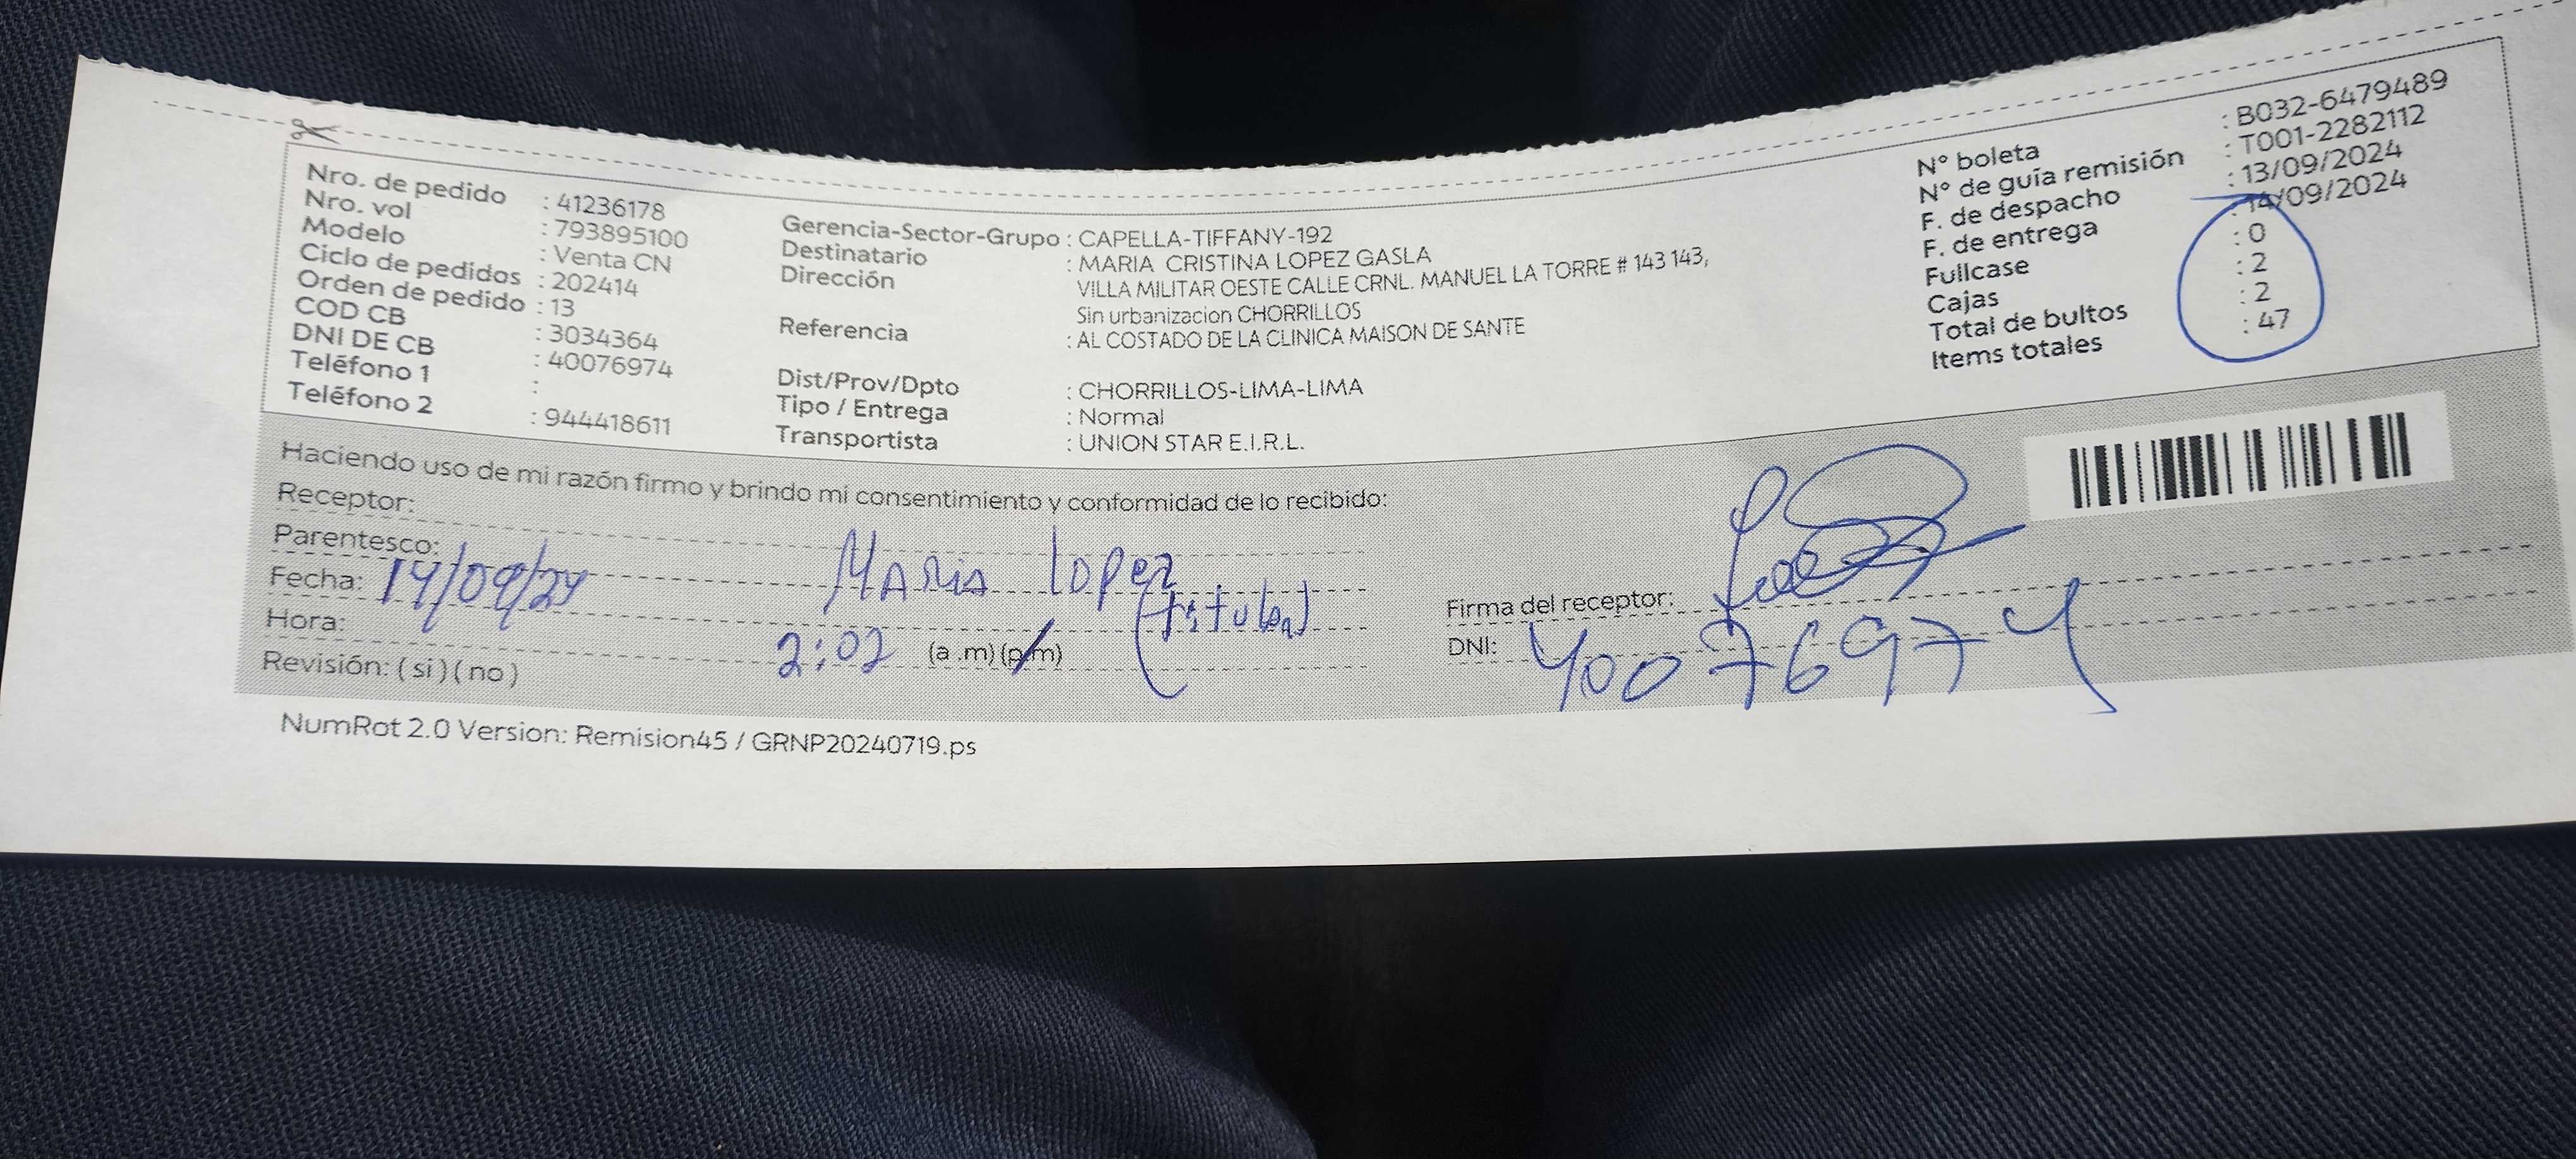 Nro. de pedido : 41236178
Nro. vol : 793895100
Modelo : Venta CN
Ciclo de pedidos : 202414
Orden de pedido : 13
COD CB : 3034364
DNI DE CB : 40076974
Teléfono 1 :
Teléfono 2 : 944418611
Gerencia-Sector-Grupo : CAPELLA-TIFFANY-192
Destinatario : MARIA CRISTINA LOPEZ GASLA
Dirección : VILLA MILITAR OESTE CALLE CRNL. MANUEL LA TORRE # 143 143,
Sin urbanizacion CHORRILLOS
Referencia : AL COSTADO DE LA CLINICA MAISON DE SANTE
Dist/Prov/Dpto : CHORRILLOS-LIMA-LIMA
Tipo / Entrega : Normal
Transportista : UNION STAR E.I.R.L.
N° boleta : B032-6479489
N° de guía remisión : T001-2282112
F. de despacho : 13/09/2024
F. de entrega : 14/09/2024
Fullcase : 0
Cajas : 2
Total de bultos : 2
Items totales : 47
Haciendo uso de mi razón firmo y brindo mi consentimiento y conformidad de lo recibido:
Receptor: Maria Lopez
Parentesco: (titular)
Fecha: 14/09/24
Hora: 2:02 (a .m) (p.m)
Revisión: ( si ) ( no )
Firma del receptor:
DNI: 40076974
NumRot 2.0 Version: Remision45 / GRNP20240719.ps